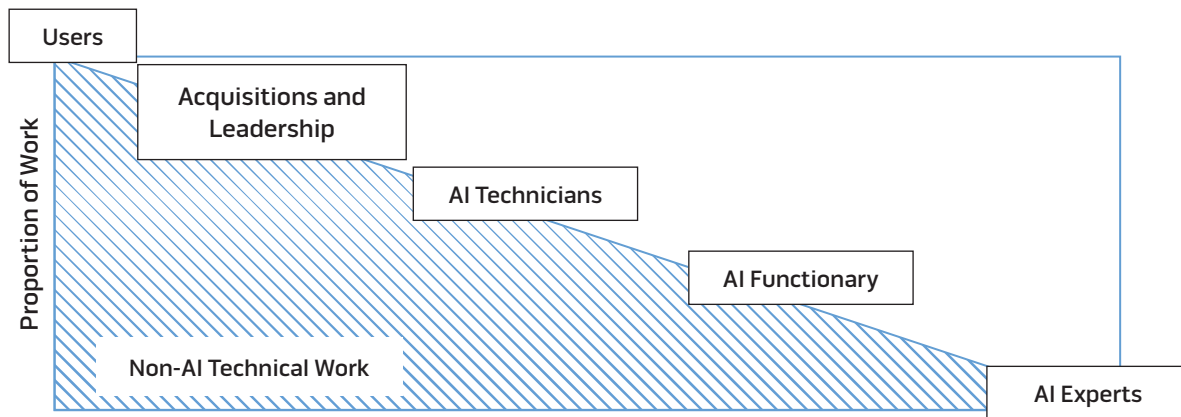 Users
Acquisitions and
Leadership
AI Technicians
AI Functionary
AI Experts
Non-AI Technical Work
Proportion of Work